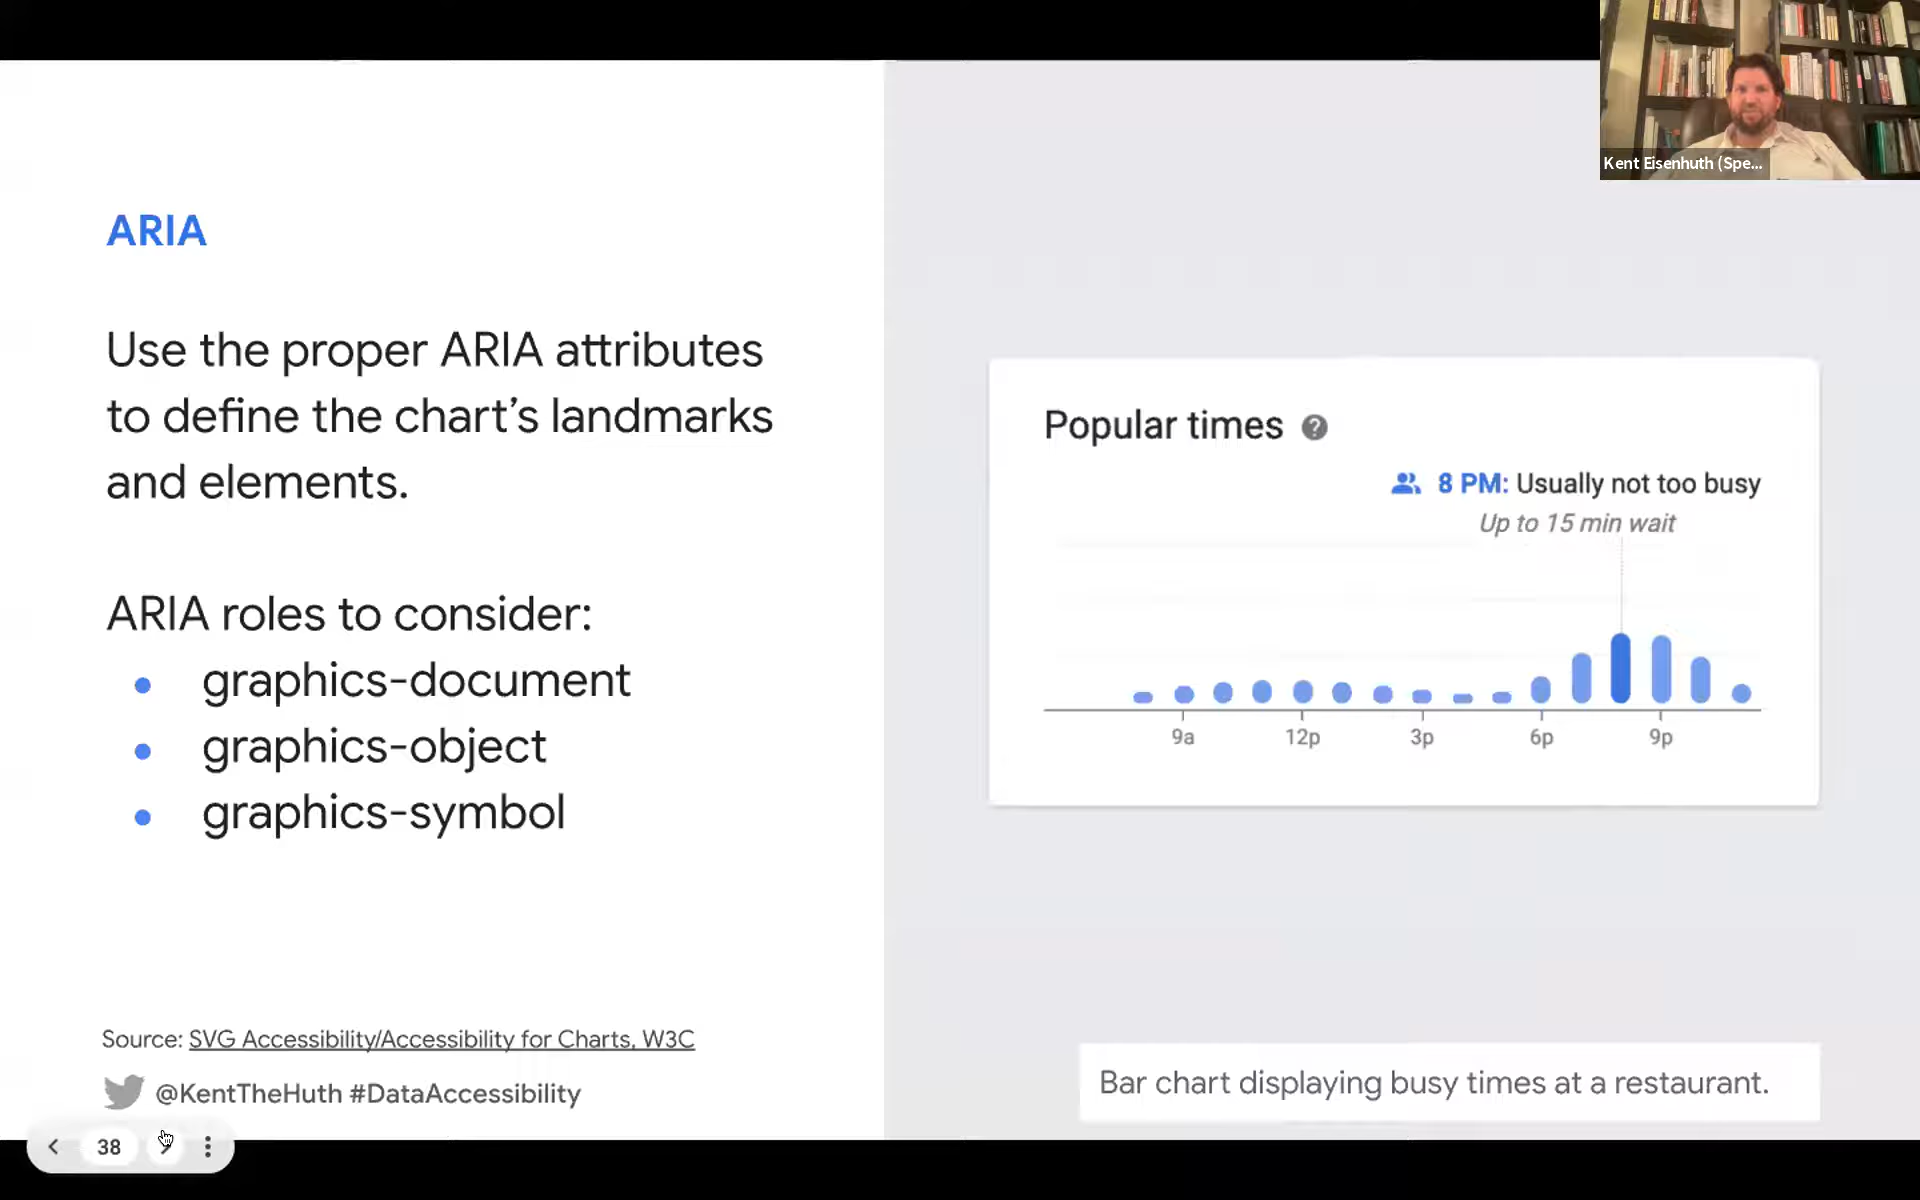 Kent Eisenhuth (Spe...
ARIA
Use the proper ARIA attributes
to define the chart’s landmarks
and elements.
ARIA roles to consider:
● graphics-document
● graphics-object
● graphics-symbol
Source: SVG Accessibility/Accessibility for Charts, W3C
@KentTheHuth #DataAccessibility
38
Popular times ?
8 PM: Usually not too busy
Up to 15 min wait
9a 12p 3p 6p 9p
Bar chart displaying busy times at a restaurant.